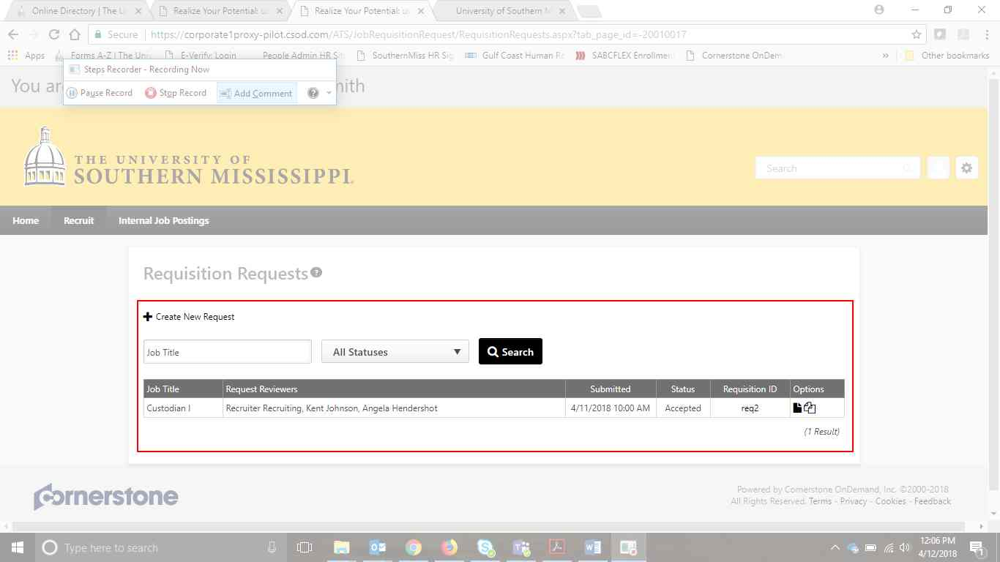 Online Directory | The U
Realize Your Potential: u
Realize Your Potential: u
University of Southern M
Secure
https://corporate1proxy-pilot.csod.com/ATS/JobRequisitionRequest/RequisitionRequests.aspx?tab_page_id=-20010017
Apps
Forms A-Z | The Univ
E-Verify: Login
People Admin HR Sit
SouthernMiss HR Sig
Gulf Coast Human Re
SABCFLEX Enrollmen
Cornerstone OnDem
»
Other bookmarks
Steps Recorder - Recording Now
Pause Record
Stop Record
Add Comment
You ar
mith
THE UNIVERSITY OF
SOUTHERN MISSISSIPPI
Search
Home
Recruit
Internal Job Postings
Requisition Requests
Create New Request
Job Title
All Statuses
Search
Job Title Request Reviewers Submitted Status Requisition ID Options
Custodian I Recruiter Recruiting, Kent Johnson, Angela Hendershot 4/11/2018 10:00 AM Accepted req2
(1 Result)
Cornerstone
Powered by Cornerstone OnDemand, Inc. ©2000-2018
All Rights Reserved. Terms - Privacy - Cookies - Feedback
Type here to search
12:06 PM
4/12/2018
1